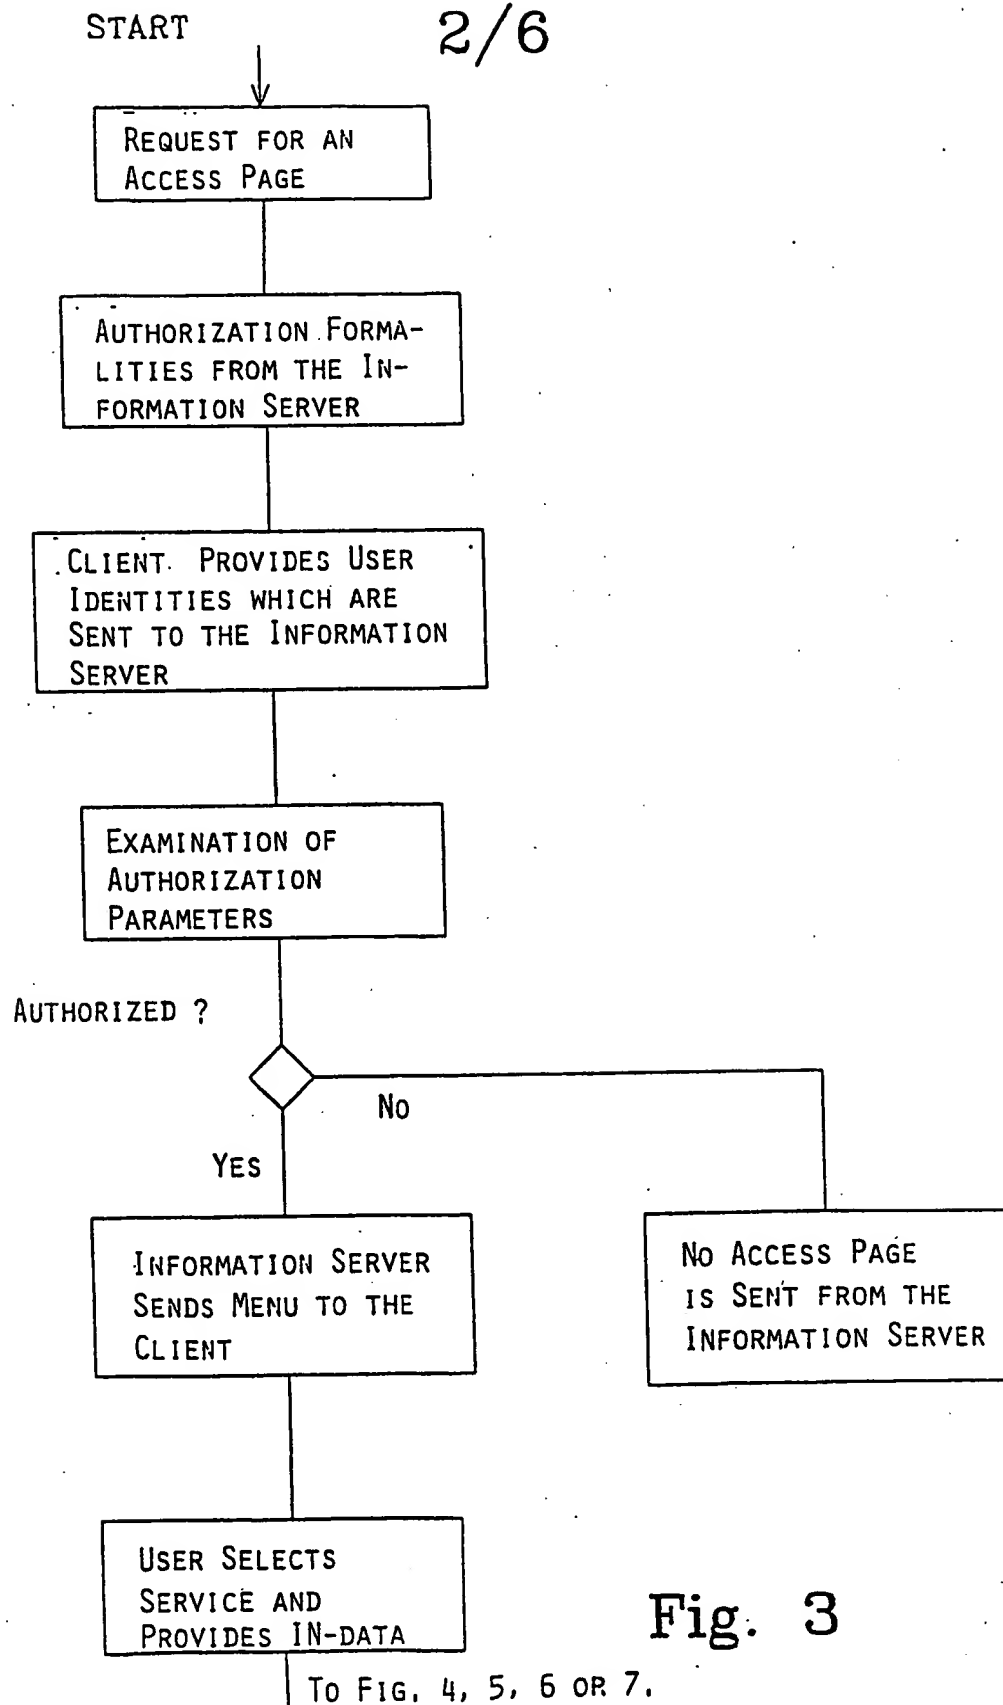 START
2/6
REQUEST FOR AN
ACCESS PAGE
AUTHORIZATION FORMA-
LITIES FROM THE IN-
FORMATION SERVER
CLIENT PROVIDES USER
IDENTITIES WHICH ARE
SENT TO THE INFORMATION
SERVER
EXAMINATION OF
AUTHORIZATION
PARAMETERS
AUTHORIZED ?
NO
YES
INFORMATION SERVER
SENDS MENU TO THE
CLIENT
NO ACCESS PAGE
IS SENT FROM THE
INFORMATION SERVER
USER SELECTS
SERVICE AND
PROVIDES IN-DATA
Fig. 3
TO FIG. 4, 5, 6 OR 7.